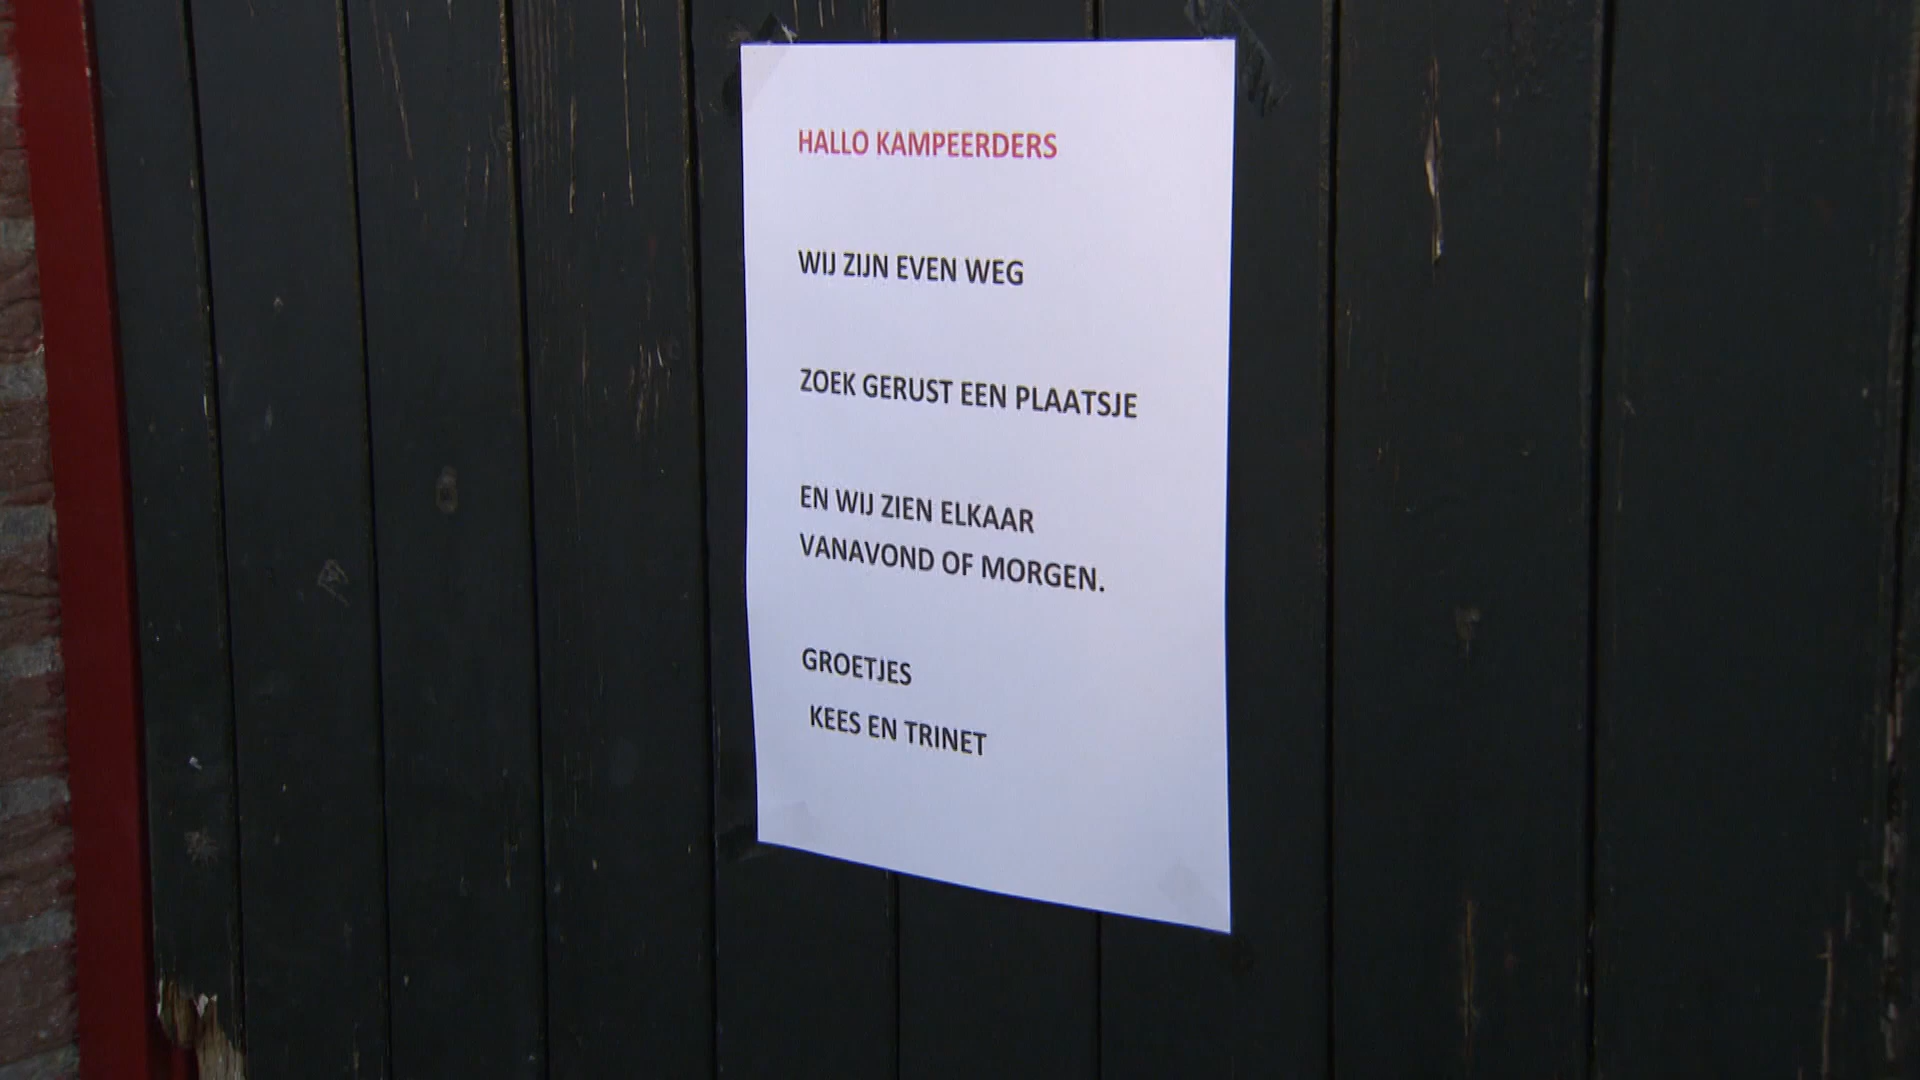 HALLO KAMPEERDERS
WIJ ZIJN EVEN WEG
ZOEK GERUST EEN PLAATSJE
EN WIJ ZIEN ELKAAR
VANAVOND OF MORGEN.
GROETJES
KEES EN TRINET